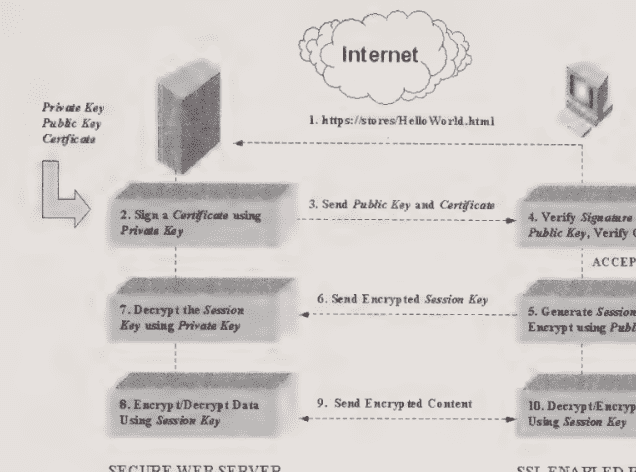 Internet
Private Key
Public Key
Certficate
1. https://stores/HelloWorld.html
2. Sign a Certificate using
Private Key
3. Send Public Key and Certificate
4. Verify Signature
Public Key, Verify
ACCEP
7. Decrypt the Session
Key using Private Key
6. Send Encrypted Session Key
5. Generate Session
Encrypt using Publ
8. Encrypt/Decrypt Data
Using Session Key
9. Send Encrypted Content
10. Decrypt/Encryp
Using Session Key
SECURE WEB SERVER
SSL ENABLED